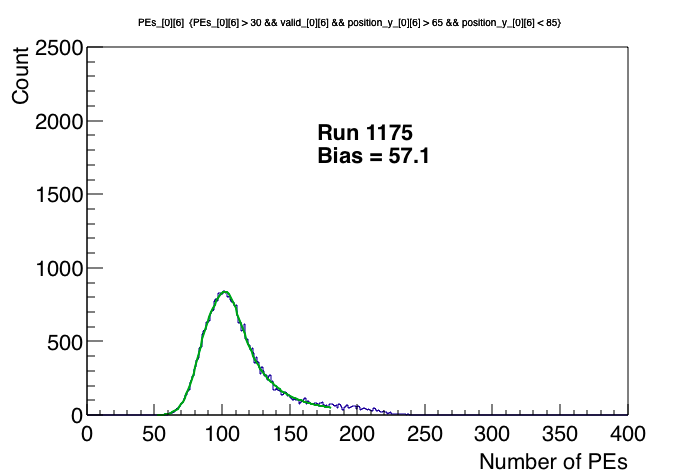 PEs_[0][6] {PEs_[0][6] > 30 && valid_[0][6] && position_y_[0][6] > 65 && position_y_[0][6] < 85}
Count
2500
2000
1500
1000
500
0
Run 1175
Bias = 57.1
0 50 100 150 200 250 300 350 400
Number of PEs